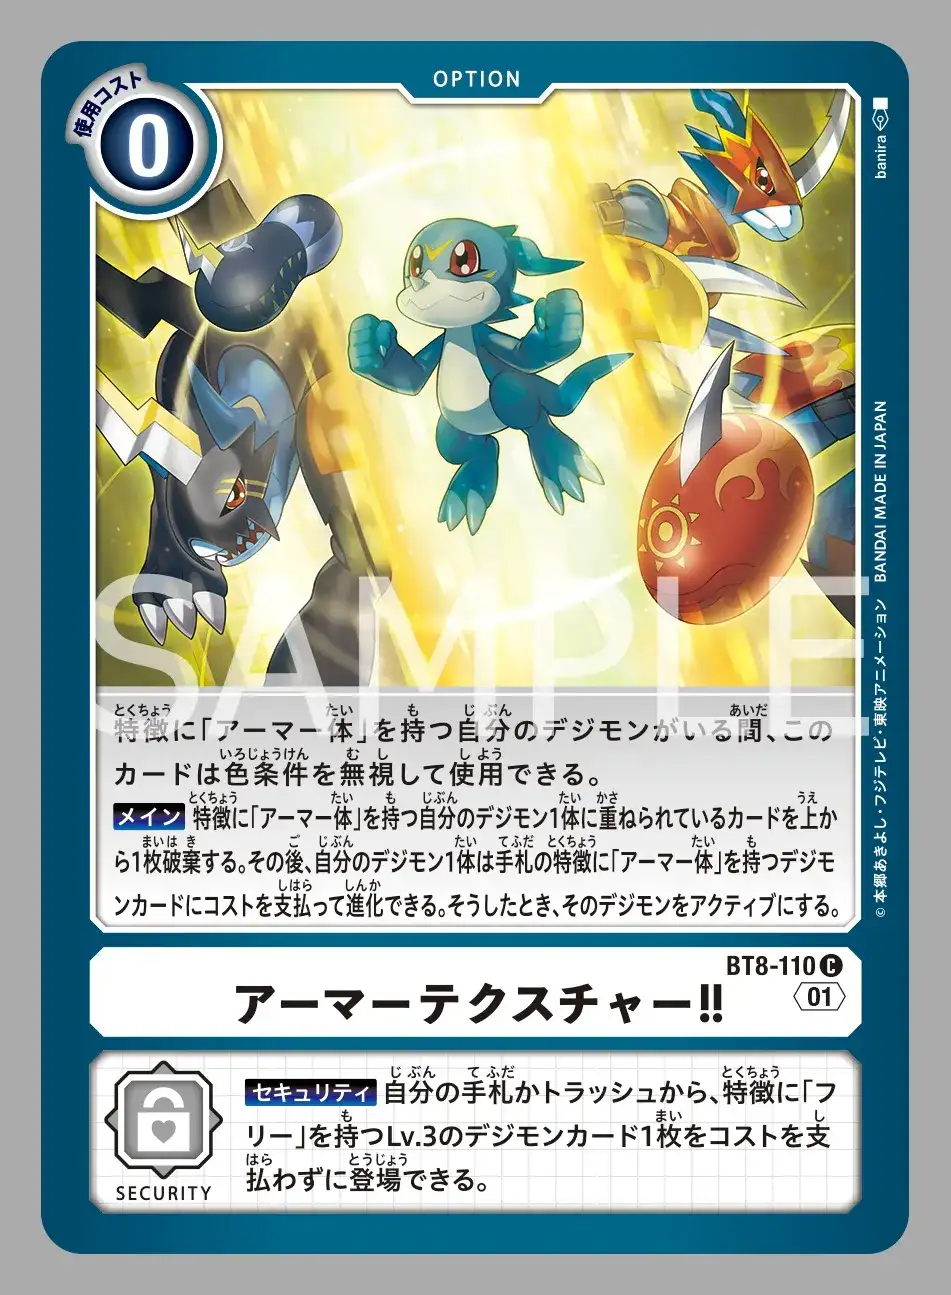 OPTION
使用コスト
0
banira
BANDAI MADE IN JAPAN
© 本郷あきよし・フジテレビ・東映アニメーション
SAMPLE
特徴に「アーマー体」を持つ自分のデジモンがいる間、この
カードは色条件を無視して使用できる。
メイン 特徴に「アーマー体」を持つ自分のデジモン1体に重ねられているカードを上か
ら1枚破棄する。その後、自分のデジモン1体は手札の特徴に「アーマー体」を持つデジモ
ンカードにコストを支払って進化できる。そうしたとき、そのデジモンをアクティブにする。
BT8-110 C
アーマーテクスチャー!!
01
セキュリティ 自分の手札かトラッシュから、特徴に「フ
リー」を持つLv.3のデジモンカード1枚をコストを支
払わずに登場できる。
SECURITY